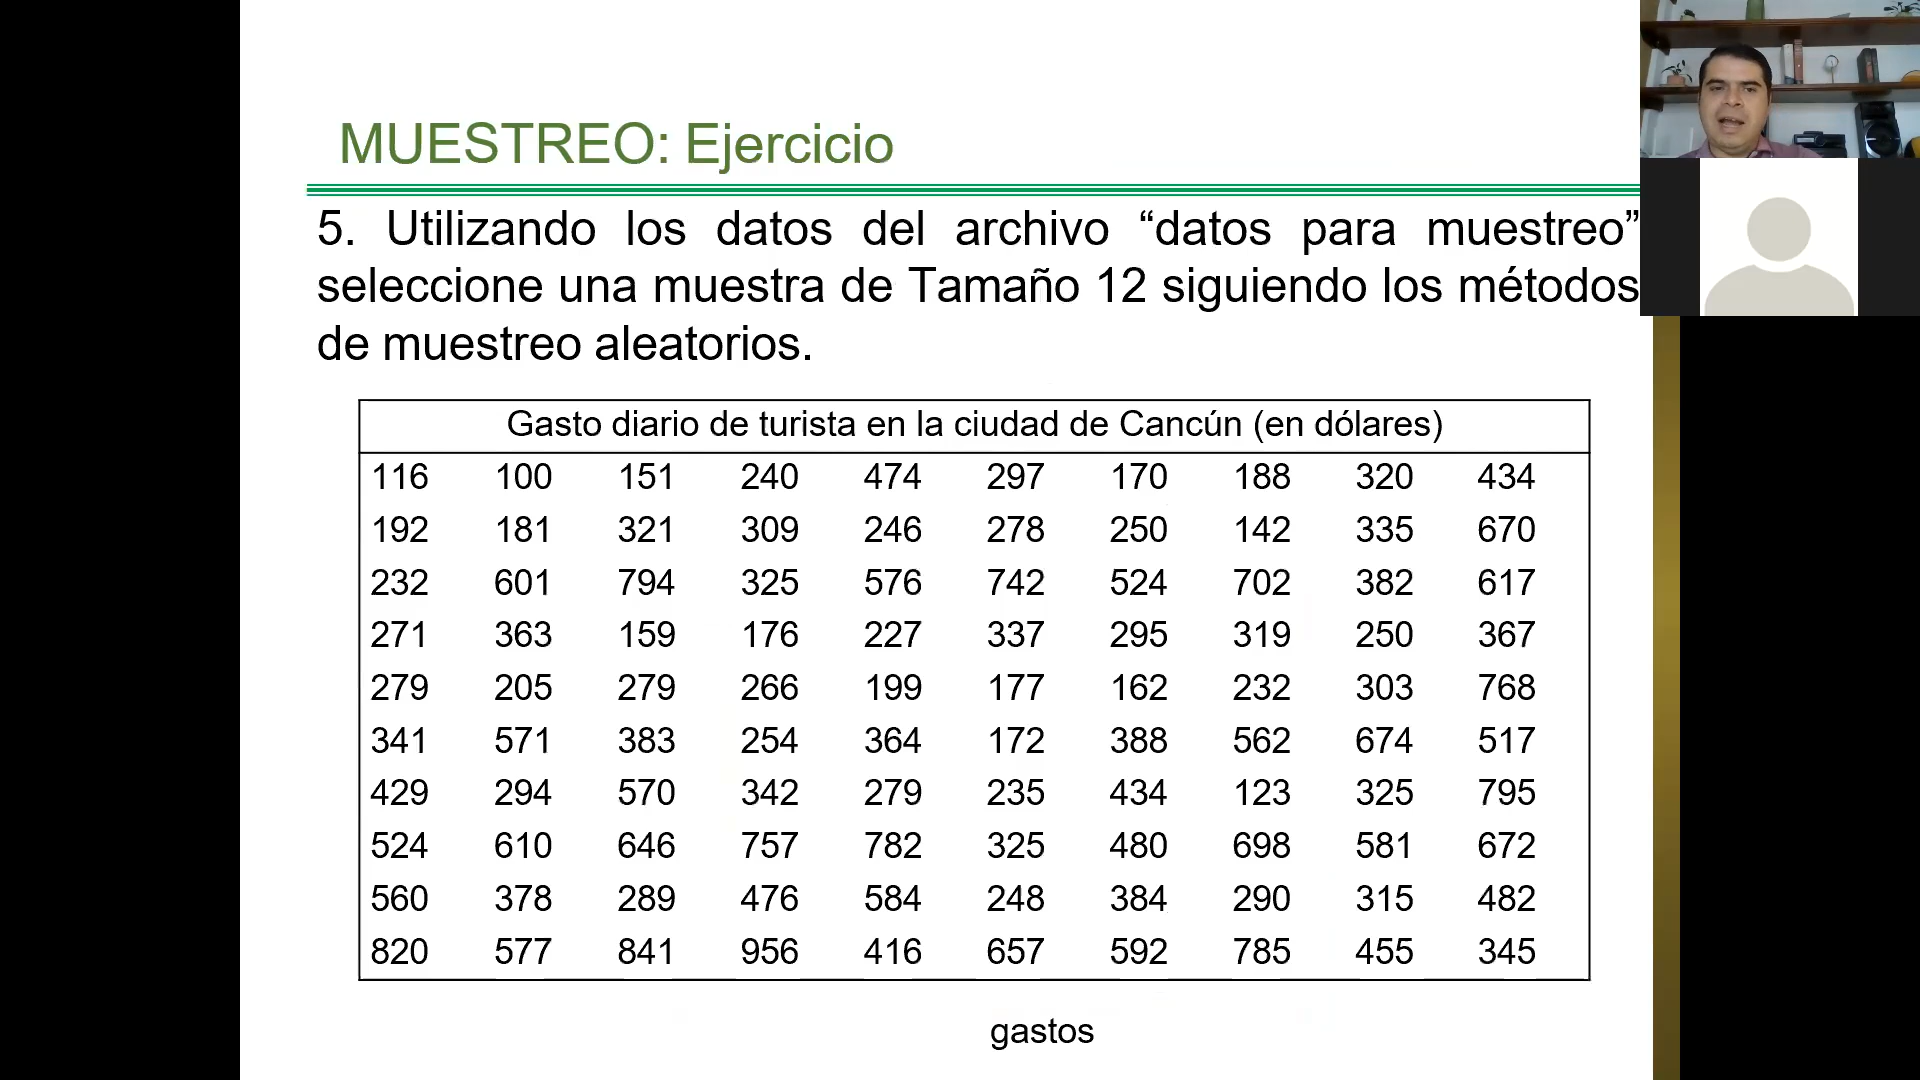 MUESTREO: Ejercicio
5. Utilizando los datos del archivo “datos para muestreo”
seleccione una muestra de Tamaño 12 siguiendo los métodos
de muestreo aleatorios.
Gasto diario de turista en la ciudad de Cancún (en dólares)
116 100 151 240 474 297 170 188 320 434
192 181 321 309 246 278 250 142 335 670
232 601 794 325 576 742 524 702 382 617
271 363 159 176 227 337 295 319 250 367
279 205 279 266 199 177 162 232 303 768
341 571 383 254 364 172 388 562 674 517
429 294 570 342 279 235 434 123 325 795
524 610 646 757 782 325 480 698 581 672
560 378 289 476 584 248 384 290 315 482
820 577 841 956 416 657 592 785 455 345
gastos